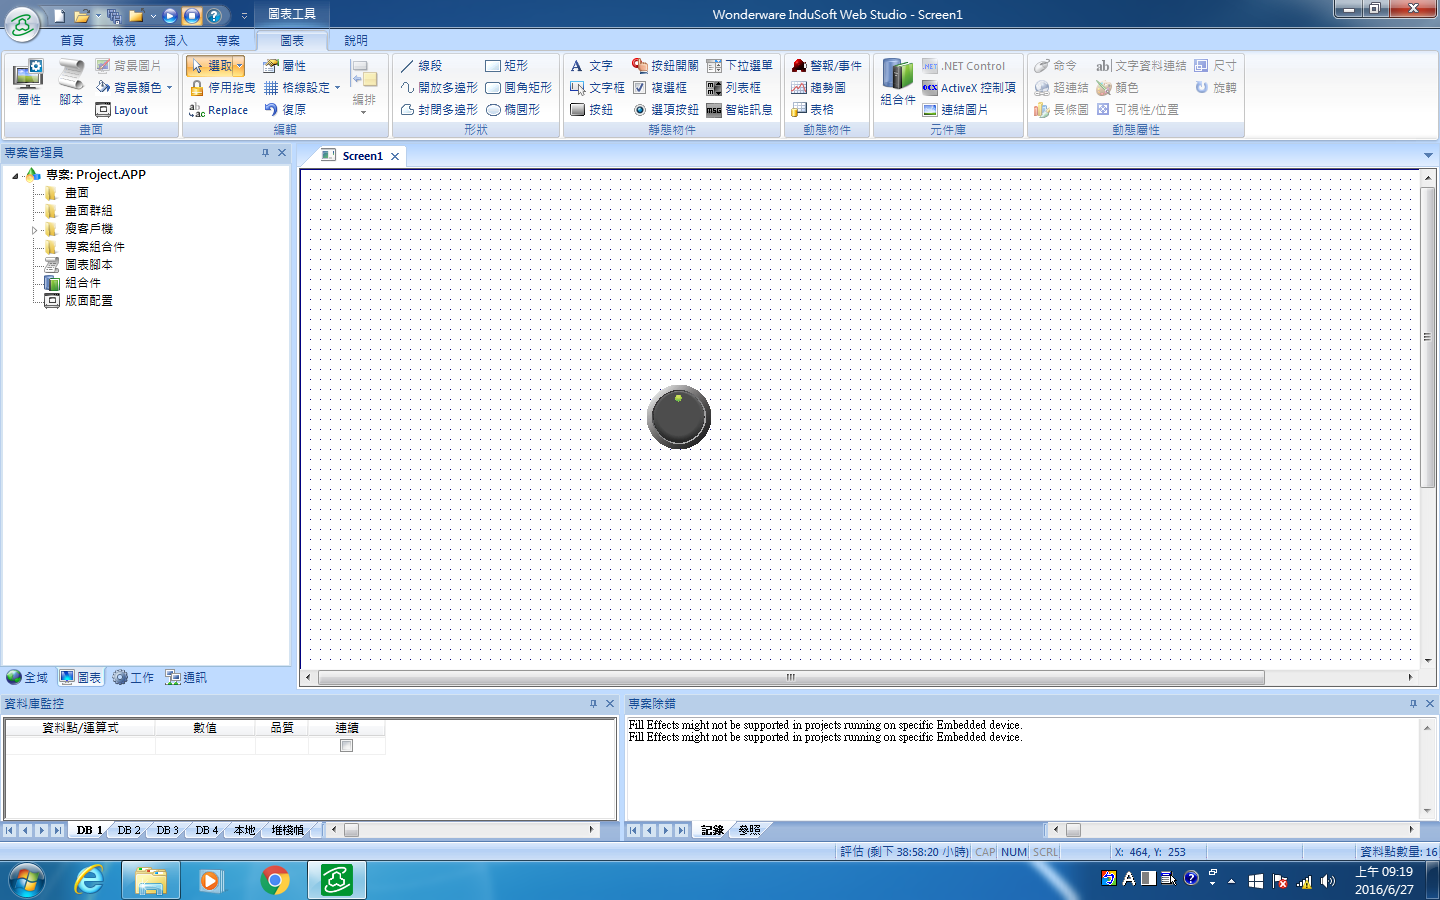 圖表工具
Wonderware InduSoft Web Studio - Screen1
首頁 檢視 插入 專案 圖表 說明
背景圖片 選取 屬性 線段 矩形 A 文字 按鈕開關 下拉選單 警報/事件 .NET Control 命令 ab 文字資料連結 尺寸
屬性 腳本 背景顏色 停用拖曳 格線設定 編排 開放多邊形 圓角矩形 文字框 複選框 列表框 趨勢圖 組合件 ActiveX 控制項 超連結 顏色 旋轉
Layout Replace 復原 封閉多邊形 橢圓形 按鈕 選項按鈕 MSG 智能訊息 表格 連結圖片 長條圖 可視性/位置
畫面 編輯 形狀 靜態物件 動態物件 元件庫 動態屬性
專案管理員
Screen1
專案: Project.APP
畫面
畫面群組
瘦客戶機
專案組合件
圖表腳本
組合件
版面配置
全域 圖表 工作 通訊
資料庫監控
資料點/運算式 數值 品質 連續
DB 1 DB 2 DB 3 DB 4 本地 堆棧幀
專案除錯
Fill Effects might not be supported in projects running on specific Embedded device.
Fill Effects might not be supported in projects running on specific Embedded device.
記錄 參照
評估 (剩下 38:58:20 小時) CAP NUM SCRL X: 464, Y: 253 資料點數量: 16
A
上午 09:19
2016/6/27